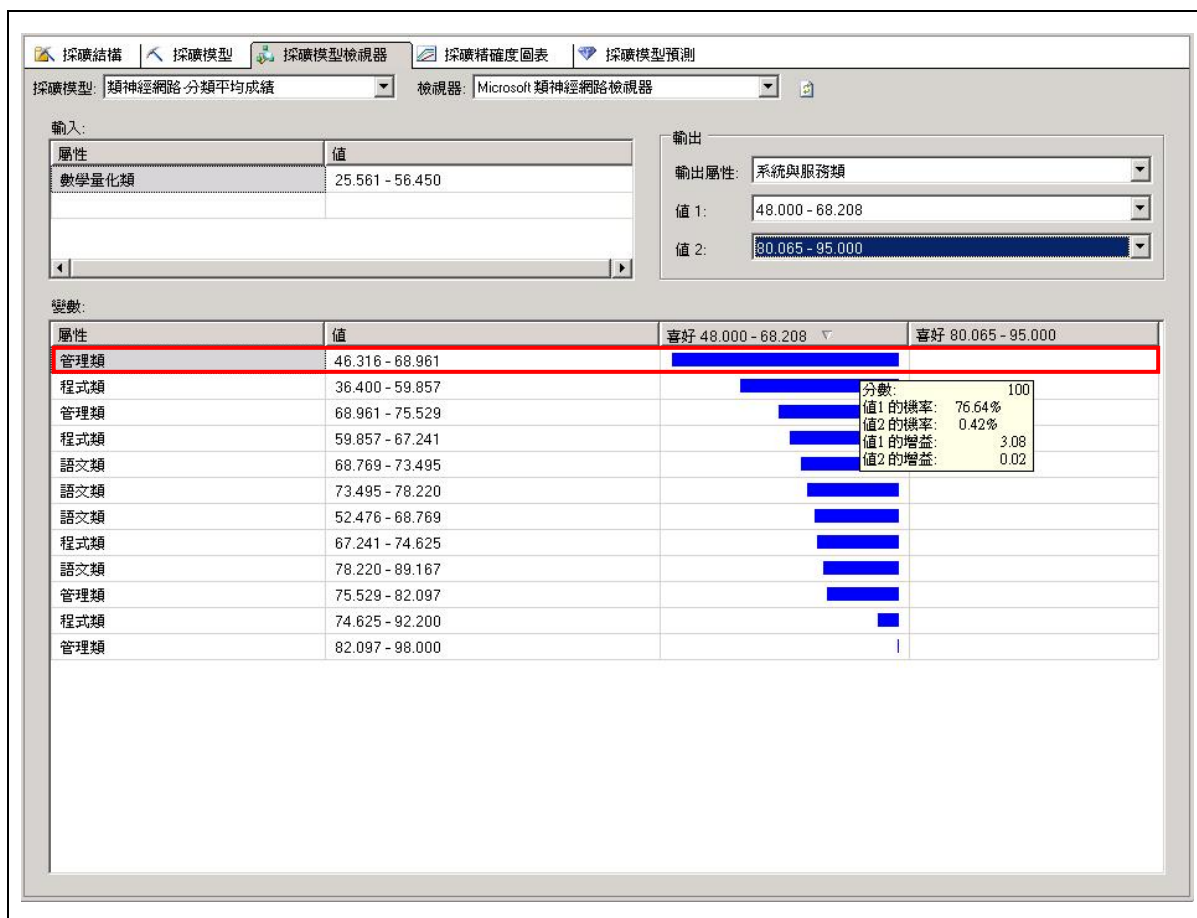 採礦結構 採礦模型 採礦模型檢視器 採礦精確度圖表 採礦模型預測
採礦模型: 類神經網路-分類平均成績 檢視器: Microsoft 類神經網路檢視器
輸入:
屬性 值
數學量化類 25.561 - 56.450
輸出
輸出屬性: 系統與服務類
值 1: 48.000 - 68.208
值 2: 80.065 - 95.000
變數:
屬性 值 喜好 48.000 - 68.208 喜好 80.065 - 95.000
管理類 46.316 - 68.961
程式類 36.400 - 59.857
管理類 68.961 - 75.529
程式類 59.857 - 67.241
語文類 68.769 - 73.495
語文類 73.495 - 78.220
語文類 52.476 - 68.769
程式類 67.241 - 74.625
語文類 78.220 - 89.167
管理類 75.529 - 82.097
程式類 74.625 - 92.200
管理類 82.097 - 98.000
分數: 100
值1 的機率: 76.64%
值2 的機率: 0.42%
值1 的增益: 3.08
值2 的增益: 0.02